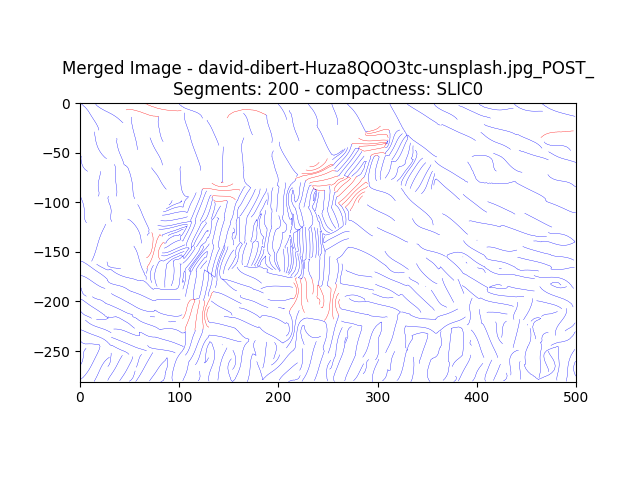 Merged Image - david-dibert-Huza8QOO3tc-unsplash.jpg_POST_
Segments: 200 - compactness: SLIC0
0
−50
−100
−150
−200
−250
0 100 200 300 400 500